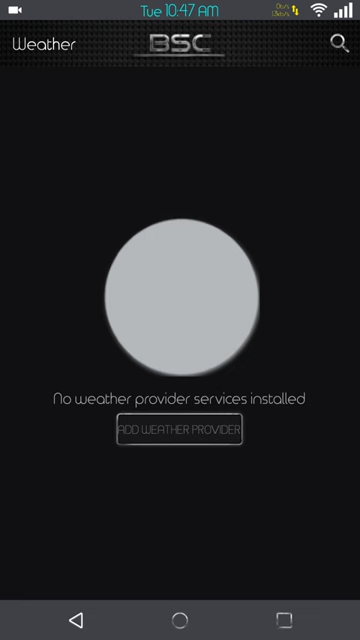 Tue 10:47 AM
Weather
BSC
No weather provider services installed
ADD WEATHER PROVIDER